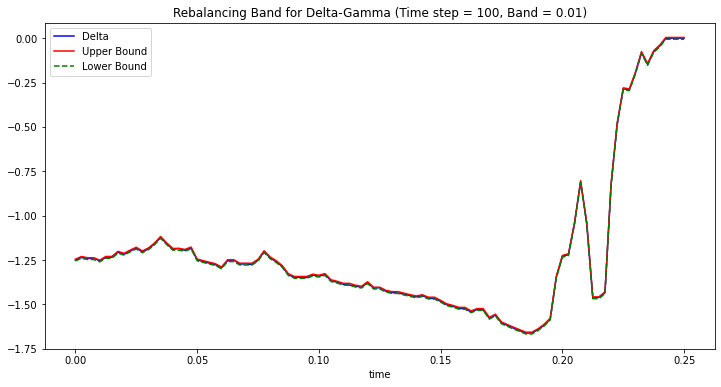 Rebalancing Band for Delta-Gamma (Time step = 100, Band = 0.01)
Delta
Upper Bound
Lower Bound
0.00
−0.25
−0.50
−0.75
−1.00
−1.25
−1.50
−1.75
0.00 0.05 0.10 0.15 0.20 0.25
time